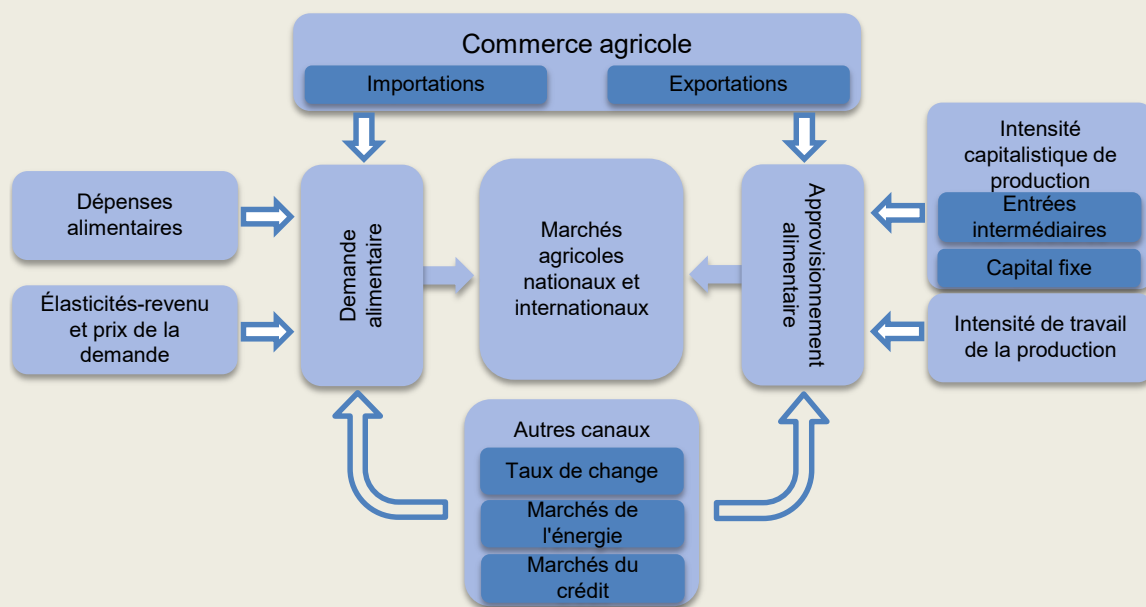 Commerce agricole
Importations
Exportations
Dépenses
alimentaires
Élasticités-revenu
et prix de la
demande
Demande
alimentaire
Marchés
agricoles
nationaux et
internationaux
Approvisionnement
alimentaire
Intensité
capitalistique de
production
Entrées
intermédiaires
Capital fixe
Intensité de travail
de la production
Autres canaux
Taux de change
Marchés de
l'énergie
Marchés du
crédit